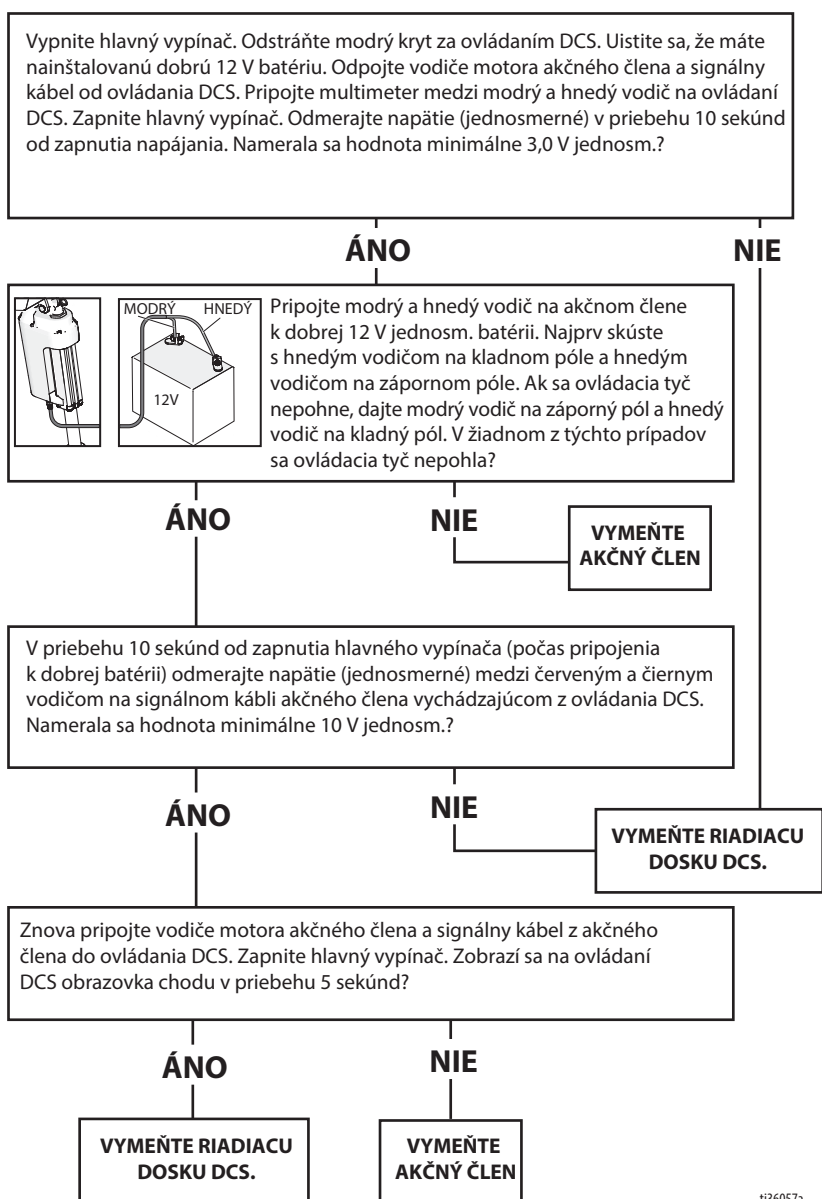 Vypnite hlavný vypínač. Odstráňte modrý kryt za ovládaním DCS. Uistite sa, že máte
nainštalovanú dobrú 12 V batériu. Odpojte vodiče motora akčného člena a signálny
kábel od ovládania DCS. Pripojte multimeter medzi modrý a hnedý vodič na ovládaní
DCS. Zapnite hlavný vypínač. Odmerajte napätie (jednosmerné) v priebehu 10 sekúnd
od zapnutia napájania. Namerala sa hodnota minimálne 3,0 V jednosm.?
ÁNO
NIE
MODRÝ
HNEDÝ
12V
Pripojte modrý a hnedý vodič na akčnom člene
k dobrej 12 V jednosm. batérii. Najprv skúste
s hnedým vodičom na kladnom póle a hnedým
vodičom na zápornom póle. Ak sa ovládacia tyč
nepohne, dajte modrý vodič na záporný pól a hnedý
vodič na kladný pól. V žiadnom z týchto prípadov
sa ovládacia tyč nepohla?
ÁNO
NIE
VYMEŇTE
AKČNÝ ČLEN
V priebehu 10 sekúnd od zapnutia hlavného vypínača (počas pripojenia
k dobrej batérii) odmerajte napätie (jednosmerné) medzi červeným a čiernym
vodičom na signálnom kábli akčného člena vychádzajúcom z ovládania DCS.
Namerala sa hodnota minimálne 10 V jednosm.?
ÁNO
NIE
VYMEŇTE RIADIACU
DOSKU DCS.
Znova pripojte vodiče motora akčného člena a signálny kábel z akčného
člena do ovládania DCS. Zapnite hlavný vypínač. Zobrazí sa na ovládaní
DCS obrazovka chodu v priebehu 5 sekúnd?
ÁNO
NIE
VYMEŇTE RIADIACU
DOSKU DCS.
VYMEŇTE
AKČNÝ ČLEN
ti36057a